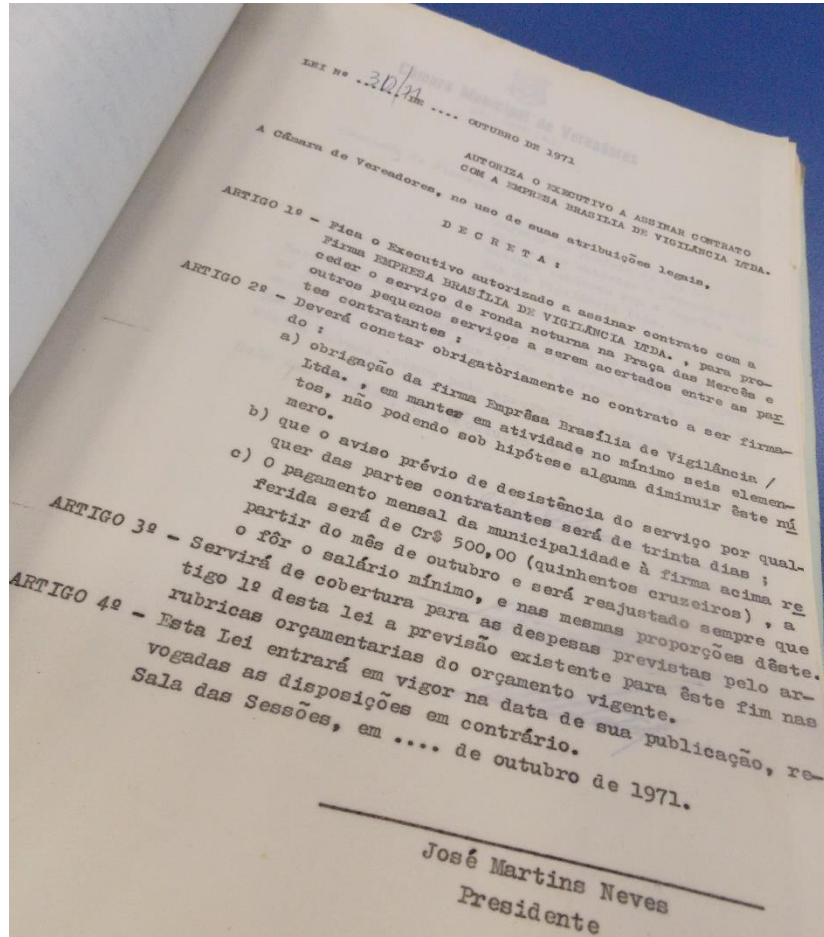 LEI Nº ...30/71 DE .... OUTUBRO DE 1971
AUTORIZA O EXECUTIVO A ASSINAR CONTRATO
COM A EMPRESA BRASILIA DE VIGILÂNCIA LTDA.
A Câmara de Vereadores, no uso de suas atribuições legais,
D E C R E T A :
ARTIGO 1º - Fica o Executivo autorizado a assinar contrato com a
Firma EMPRESA BRASÍLIA DE VIGILÂNCIA LTDA. , para pro-
ceder o serviço de ronda noturna na Praça das Mercês e
outros pequenos serviços a serem acertados entre as par
tes contratantes :
ARTIGO 2º - Deverá constar obrigatòriamente no contrato a ser firma-
do :
a) obrigação da firma Emprêsa Brasília de Vigilância /
Ltda. , em manter em atividade no mínimo seis elemen-
tos, não podendo sob hipótese alguma diminuir êste nú
mero.
b) que o aviso prévio de desistência do serviço por qual-
quer das partes contratantes será de trinta dias ;
c) O pagamento mensal da municipalidade à firma acima re
ferida será de Cr$ 500,00 (quinhentos cruzeiros) , a
partir do mês de outubro e será reajustado sempre que
o fôr o salário mínimo, e nas mesmas proporções dêste.
ARTIGO 3º - Servirá de cobertura para as despesas previstas pelo ar-
tigo 1º desta lei a previsão existente para êste fim nas
rubricas orçamentarias do orçamento vigente.
ARTIGO 4º - Esta Lei entrará em vigor na data de sua publicação, re-
vogadas as disposições em contrário.
Sala das Sessões, em .... de outubro de 1971.
José Martins Neves
Presidente